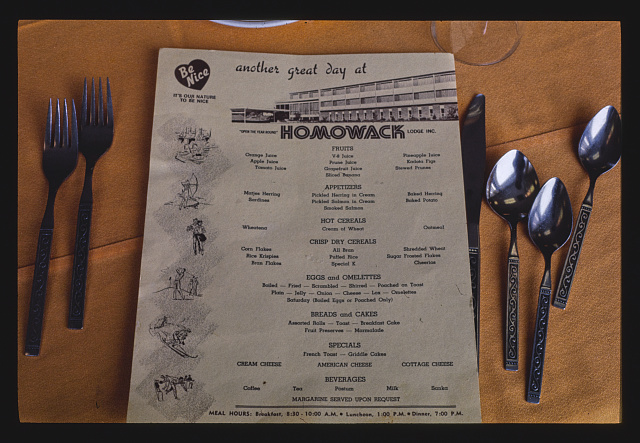 Be Nice
IT'S OUR NATURE
TO BE NICE
another great day at
"OPEN THE YEAR ROUND" HOMOWACK LODGE INC.
FRUITS
Orange Juice V-8 Juice Pineapple Juice
Apple Juice Prune Juice Kadota Figs
Tomato Juice Grapefruit Juice Stewed Prunes
Sliced Banana
APPETIZERS
Matjes Herring Pickled Herring in Cream Baked Herring
Sardines Pickled Salmon in Cream Baked Potato
Smoked Salmon
HOT CEREALS
Wheatena Cream of Wheat Oatmeal
CRISP DRY CEREALS
Corn Flakes All Bran Shredded Wheat
Rice Krispies Puffed Rice Sugar Frosted Flakes
Bran Flakes Special K Cheerios
EGGS and OMELETTES
Boiled — Fried — Scrambled — Shirred — Poached on Toast
Plain — Jelly — Onion — Cheese — Lox — Omelettes
Saturday (Boiled Eggs or Poached Only)
BREADS and CAKES
Assorted Rolls — Toast — Breakfast Cake
Fruit Preserves — Marmalade
SPECIALS
French Toast — Griddle Cakes
CREAM CHEESE AMERICAN CHEESE COTTAGE CHEESE
BEVERAGES
Coffee Tea Postum Milk Sanka
MARGARINE SERVED UPON REQUEST
MEAL HOURS: Breakfast, 8:30 - 10:00 A.M. • Luncheon, 1:00 P.M. • Dinner, 7:00 P.M.